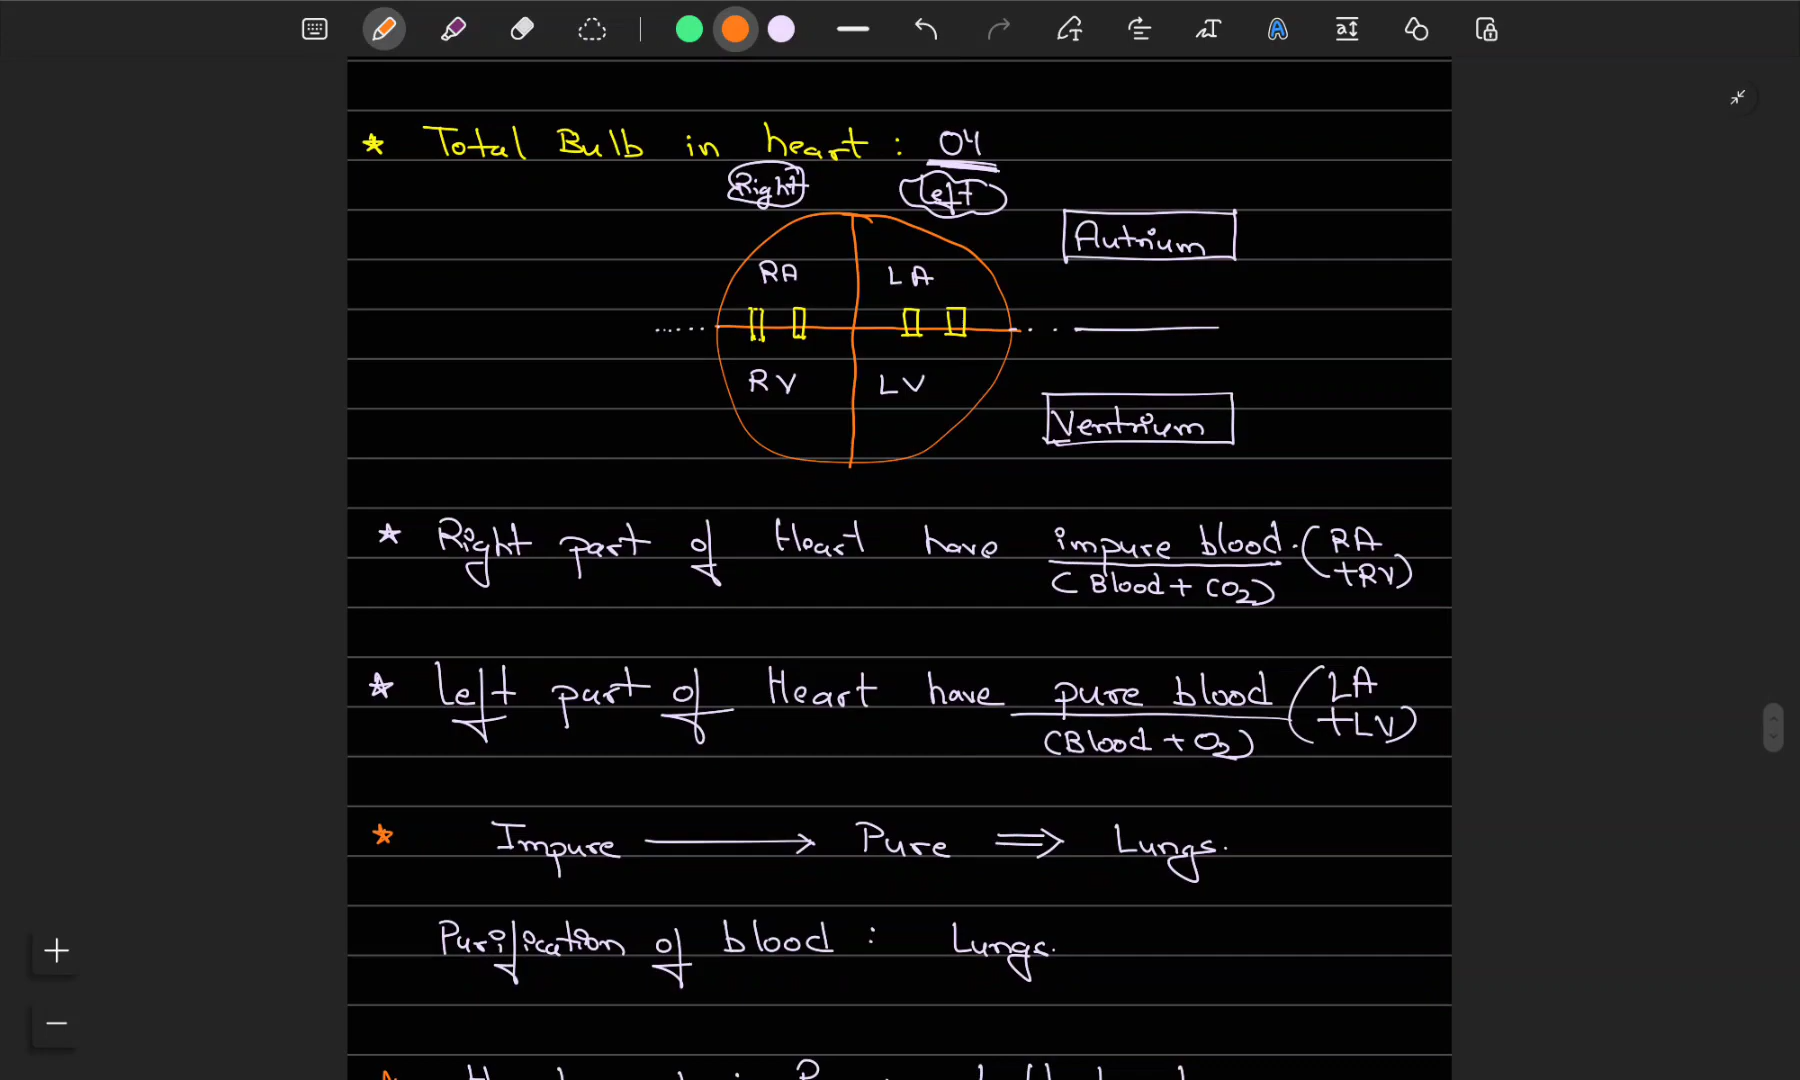 ★ Total Bulb in heart : 04
Right Left
Autrium
RA LA
RV LV
Ventrium
★ Right part of Heart have impure blood. (RA +RV)
(Blood + CO2)
★ Left part of Heart have pure blood (LA +LV)
(Blood + O2)
★ Impure → Pure ⇒ Lungs.
Purification of blood : Lungs.